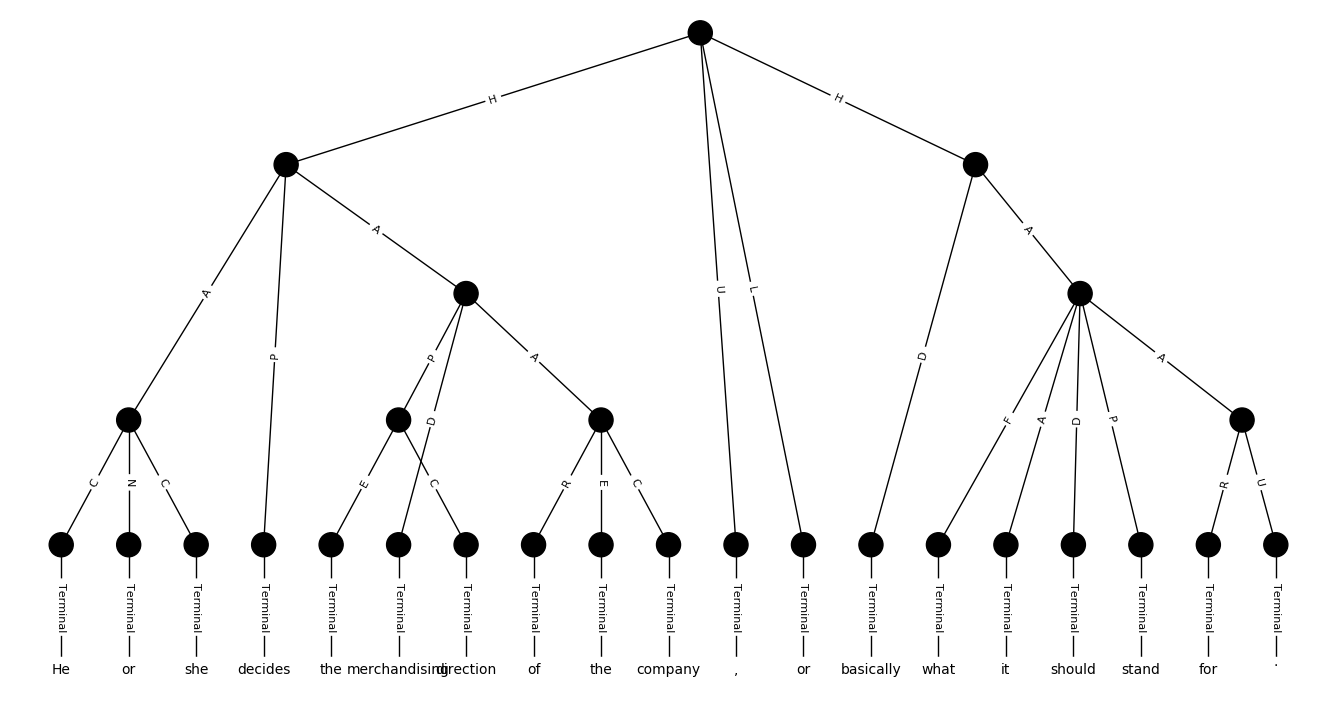 H H
A P A U L D A
P D A F A D P A
C N C E C R E C R U
Terminal Terminal Terminal Terminal Terminal Terminal Terminal Terminal Terminal Terminal Terminal Terminal Terminal Terminal Terminal Terminal Terminal Terminal Terminal
He or she decides the merchandising direction of the company , or basically what it should stand for .